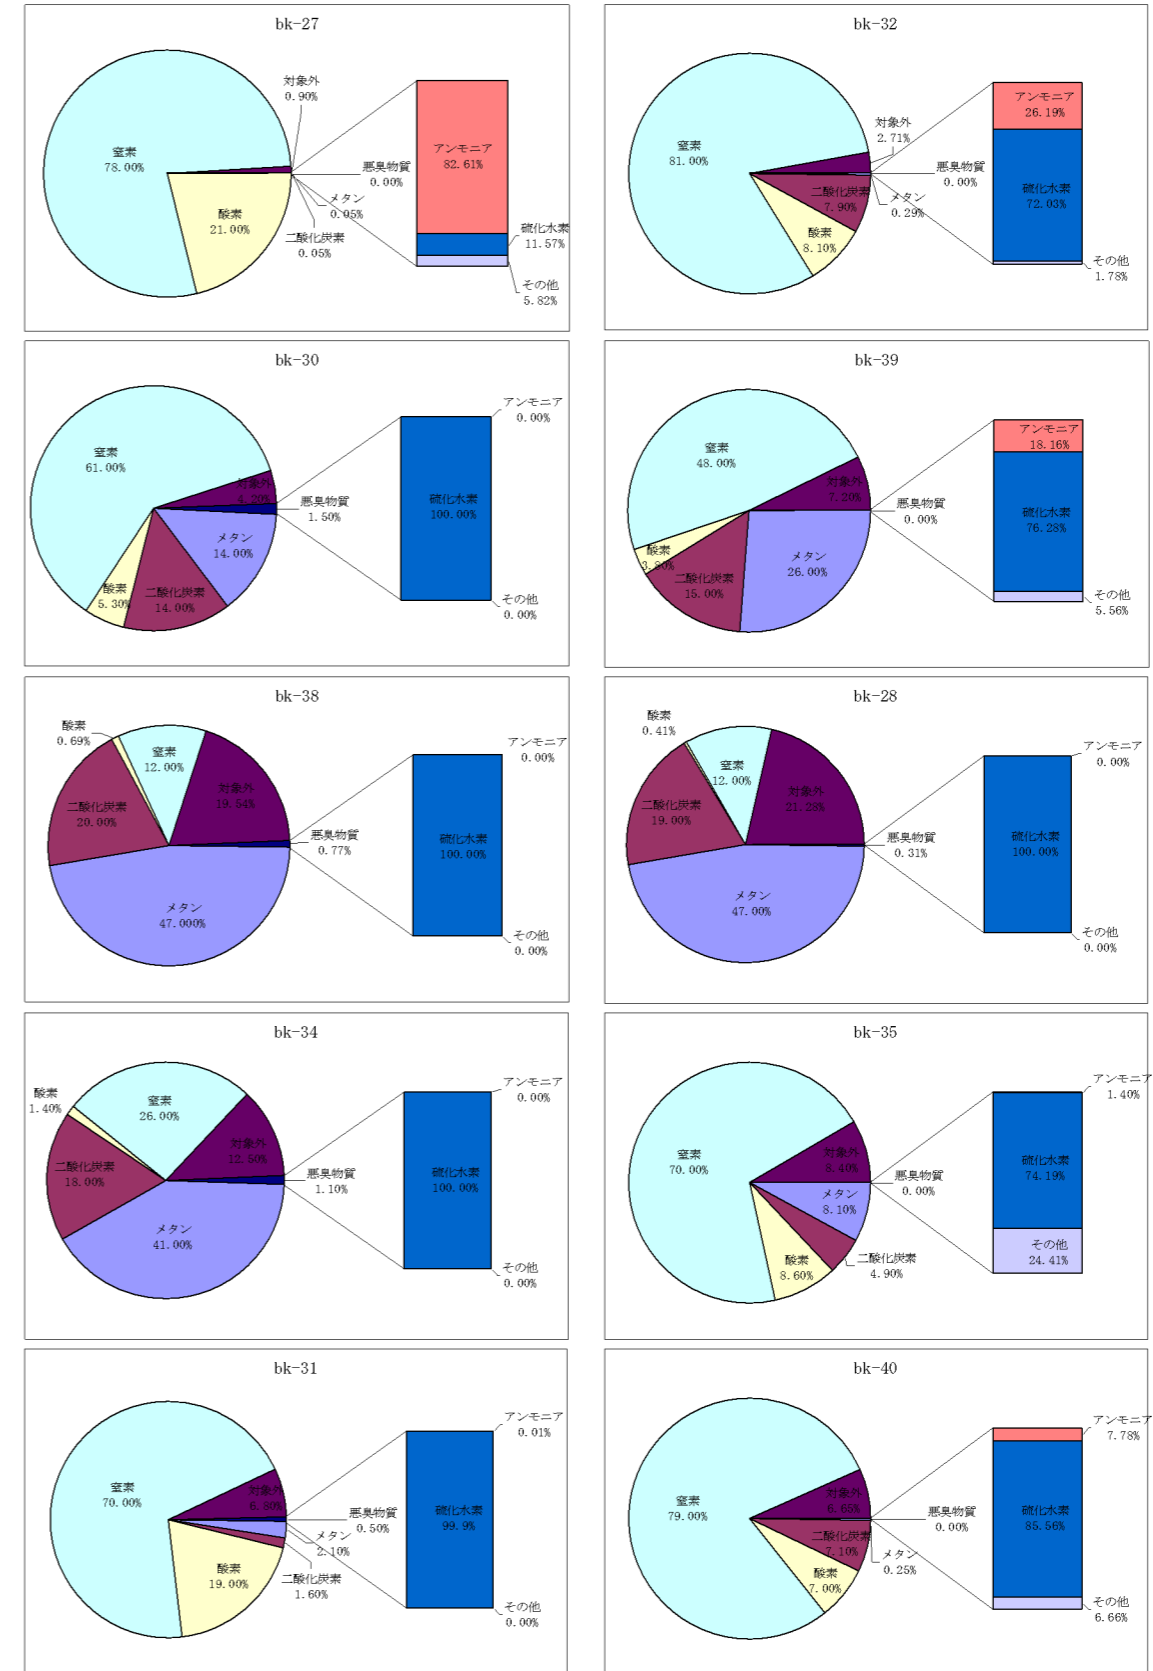 bk-27
対象外
0.90%
窒素
78.00%
悪臭物質
0.00%
メタン
0.05%
酸素
21.00%
二酸化炭素
0.05%
アンモニア
82.61%
硫化水素
11.57%
その他
5.82%
bk-32
対象外
2.71%
窒素
81.00%
悪臭物質
0.00%
二酸化炭素
7.90%
メタン
0.29%
酸素
8.10%
アンモニア
26.19%
硫化水素
72.03%
その他
1.78%
bk-30
窒素
61.00%
対象外
4.20%
悪臭物質
1.50%
メタン
14.00%
酸素
5.30%
二酸化炭素
14.00%
アンモニア
0.00%
硫化水素
100.00%
その他
0.00%
bk-39
窒素
48.00%
対象外
7.20%
悪臭物質
0.00%
酸素
3.80%
二酸化炭素
15.00%
メタン
26.00%
アンモニア
18.16%
硫化水素
76.28%
その他
5.56%
bk-38
酸素
0.69%
窒素
12.00%
対象外
19.54%
二酸化炭素
20.00%
悪臭物質
0.77%
メタン
47.000%
アンモニア
0.00%
硫化水素
100.00%
その他
0.00%
bk-28
酸素
0.41%
窒素
12.00%
対象外
21.28%
二酸化炭素
19.00%
悪臭物質
0.31%
メタン
47.00%
アンモニア
0.00%
硫化水素
100.00%
その他
0.00%
bk-34
酸素
1.40%
窒素
26.00%
対象外
12.50%
二酸化炭素
18.00%
悪臭物質
1.10%
メタン
41.00%
アンモニア
0.00%
硫化水素
100.00%
その他
0.00%
bk-35
窒素
70.00%
対象外
8.40%
悪臭物質
0.00%
メタン
8.10%
酸素
8.60%
二酸化炭素
4.90%
アンモニア
1.40%
硫化水素
74.19%
その他
24.41%
bk-31
窒素
70.00%
対象外
6.80%
悪臭物質
0.50%
メタン
2.10%
酸素
19.00%
二酸化炭素
1.60%
アンモニア
0.01%
硫化水素
99.9%
その他
0.00%
bk-40
窒素
79.00%
対象外
6.65%
悪臭物質
0.00%
二酸化炭素
7.10%
メタン
0.25%
酸素
7.00%
アンモニア
7.78%
硫化水素
85.56%
その他
6.66%